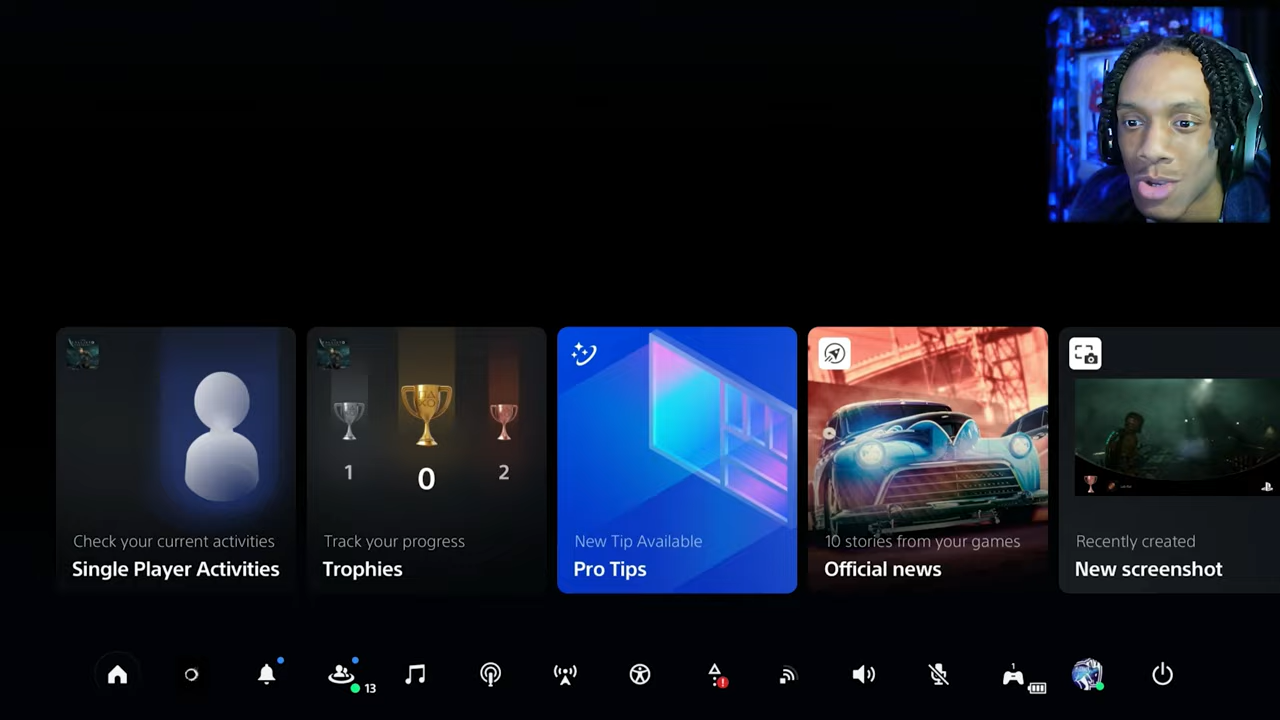 1
0
2
Check your current activities
Single Player Activities
Track your progress
Trophies
New Tip Available
Pro Tips
10 stories from your games
Official news
Recently created
New screenshot
13
1